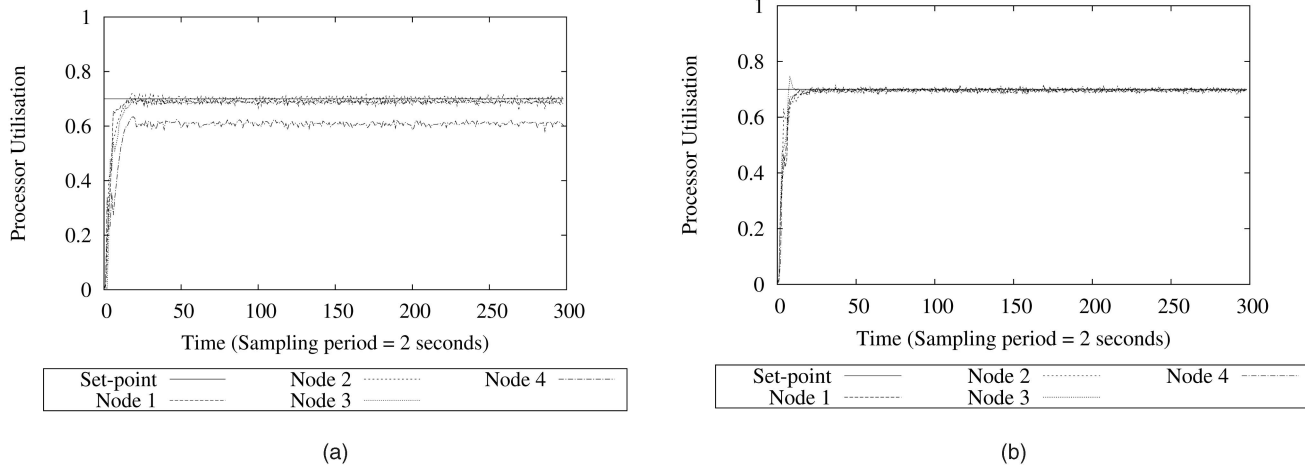 1
0.8
0.6
0.4
0.2
0
Processor Utilisation
0 50 100 150 200 250 300
Time (Sampling period = 2 seconds)
Set-point Node 2 Node 4
Node 1 Node 3
(a)
1
0.8
0.6
0.4
0.2
0
Processor Utilisation
0 50 100 150 200 250 300
Time (Sampling period = 2 seconds)
Set-point Node 2 Node 4
Node 1 Node 3
(b)